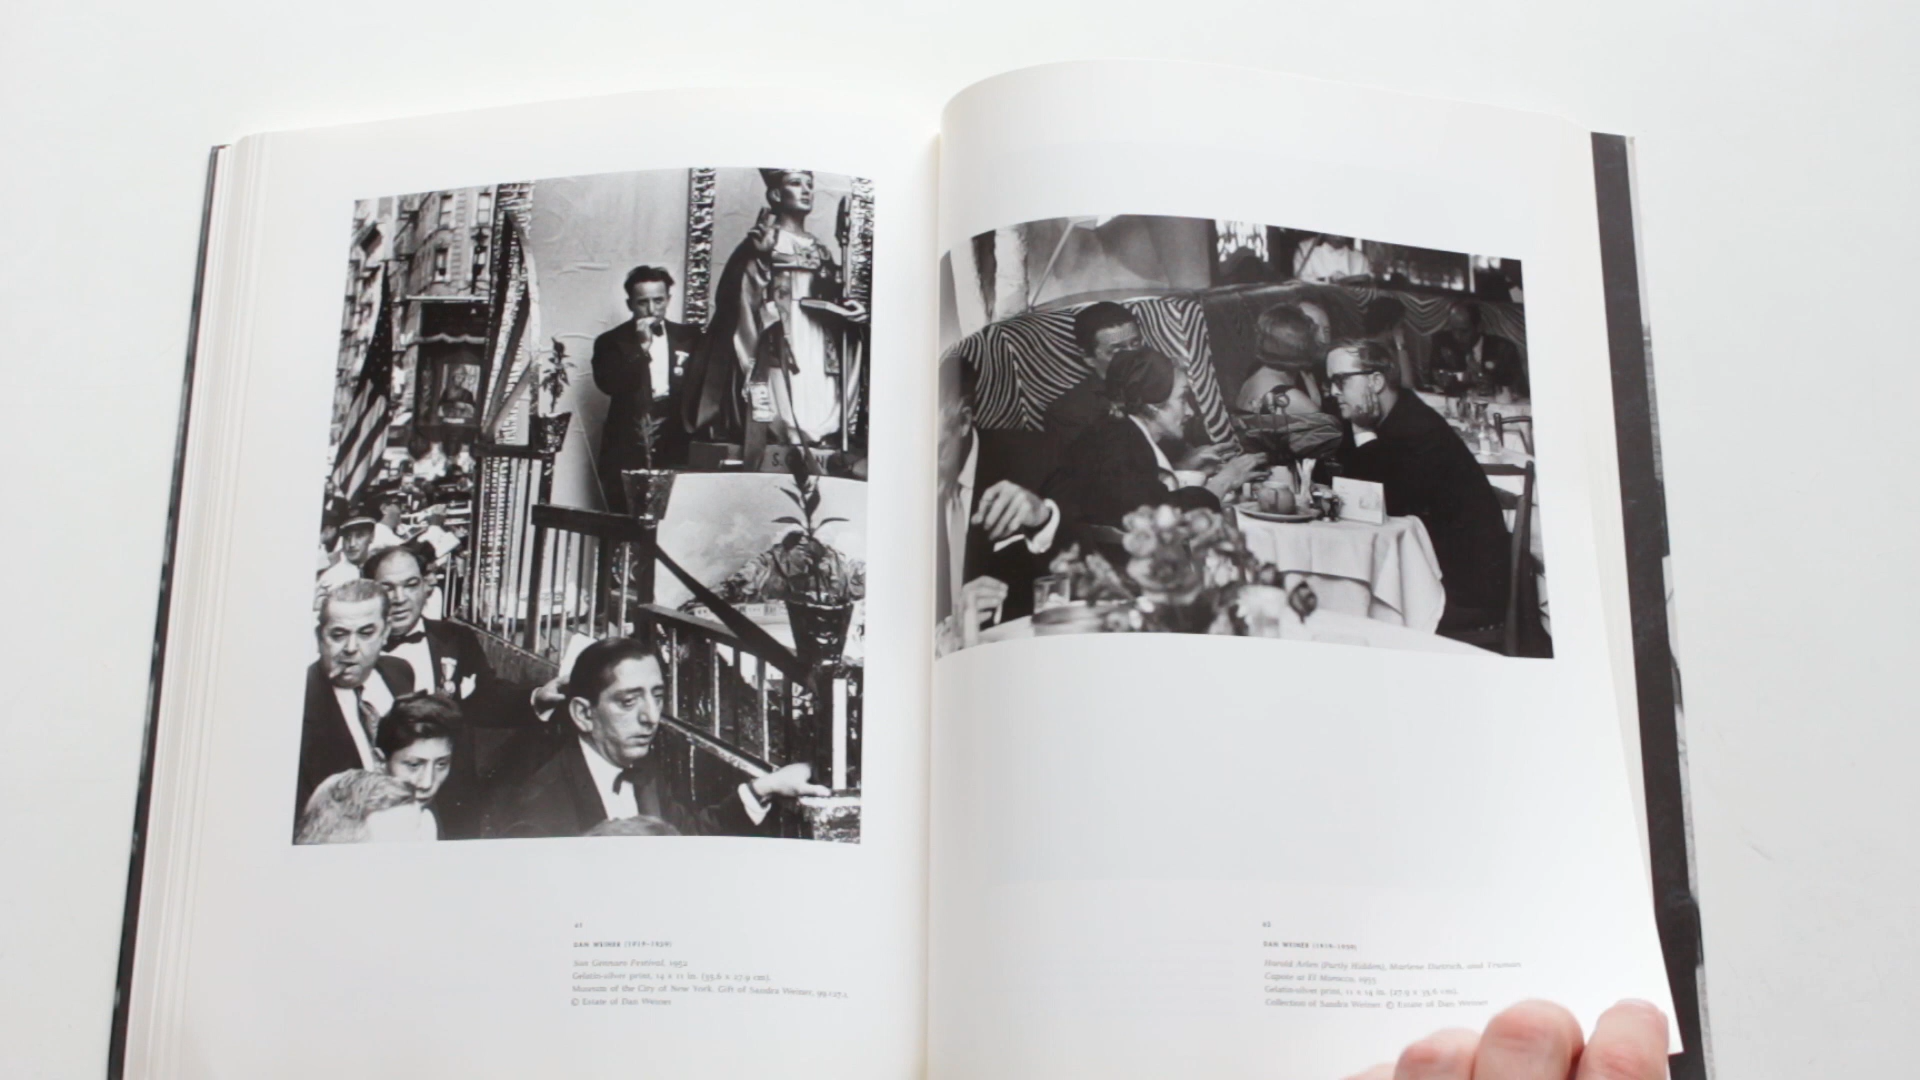 S.
61
DAN WEINER (1919–1959)
San Gennaro Festival, 1952
Gelatin-silver print, 14 x 11 in. (35.6 x 27.9 cm).
Museum of the City of New York. Gift of Sandra Weiner,
© Estate of Dan Weiner
DAN WEINER (1919–1959)
Harold Arlen (Partly Hidden), Marlene Dietrich, and Truman
Capote at El Morocco, 1955
Gelatin-silver print, 11 x 14 in. (27.9 x 35.6 cm).
Collection of Sandra Weiner © Estate of Dan Weiner